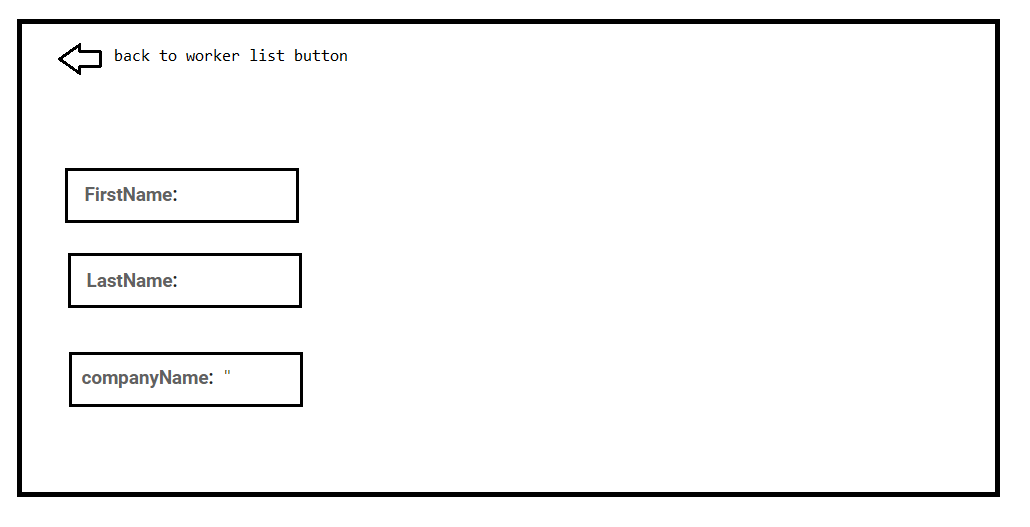 back to worker list button
FirstName:
LastName:
companyName: "